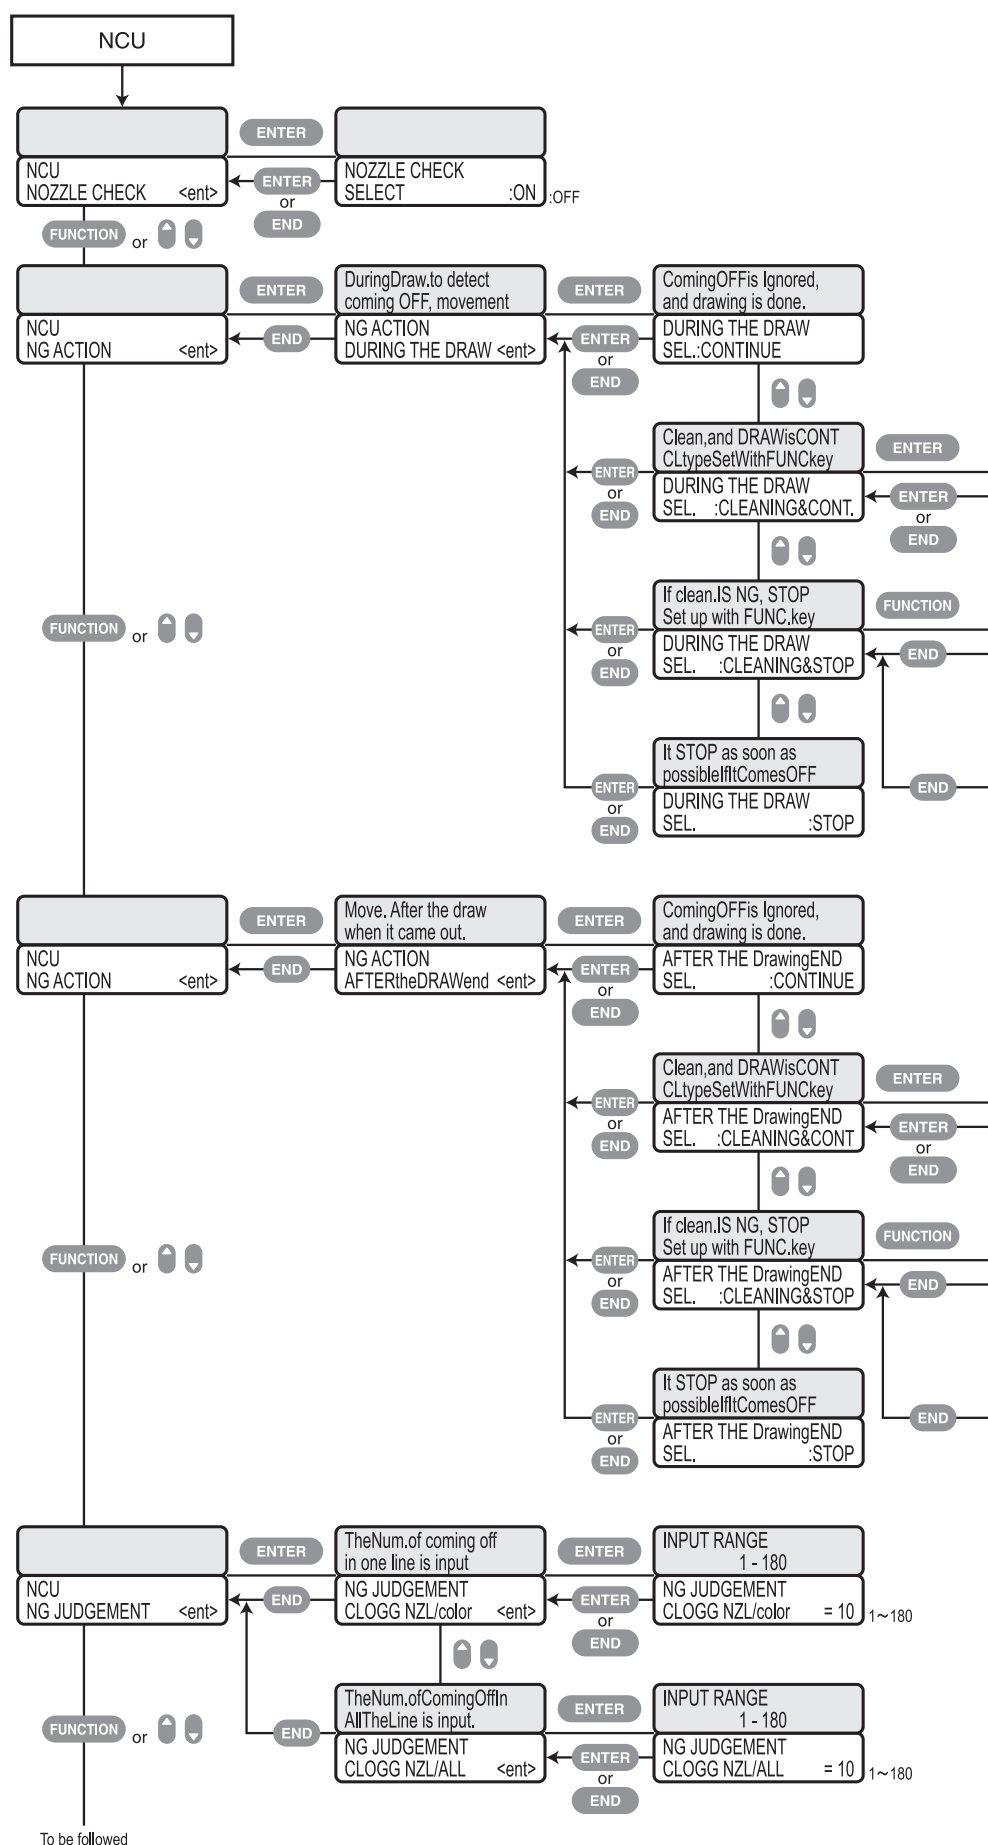 NCU
ENTER
NCU
NOZZLE CHECK <ent>
ENTER
or
END
NOZZLE CHECK
SELECT :ON
:OFF
FUNCTION or
ENTER
DuringDraw.to detect
coming OFF, movement
ENTER
ComingOFFis Ignored,
and drawing is done.
NCU
NG ACTION <ent>
END
NG ACTION
DURING THE DRAW <ent>
ENTER
or
END
DURING THE DRAW
SEL.:CONTINUE
Clean,and DRAWisCONT
CLtypeSetWithFUNCkey
ENTER
ENTER
or
END
DURING THE DRAW
SEL. :CLEANING&CONT.
ENTER
or
END
If clean.IS NG, STOP
Set up with FUNC.key
FUNCTION
FUNCTION or
ENTER
or
END
DURING THE DRAW
SEL. :CLEANING&STOP
END
It STOP as soon as
possibleIfItComesOFF
END
ENTER
or
END
DURING THE DRAW
SEL. :STOP
ENTER
Move. After the draw
when it came out.
ENTER
ComingOFFis Ignored,
and drawing is done.
NCU
NG ACTION <ent>
END
NG ACTION
AFTERtheDRAWend <ent>
ENTER
or
END
AFTER THE DrawingEND
SEL. :CONTINUE
Clean,and DRAWisCONT
CLtypeSetWithFUNCkey
ENTER
ENTER
or
END
AFTER THE DrawingEND
SEL. :CLEANING&CONT
ENTER
or
END
If clean.IS NG, STOP
Set up with FUNC.key
FUNCTION
FUNCTION or
ENTER
or
END
AFTER THE DrawingEND
SEL. :CLEANING&STOP
END
It STOP as soon as
possibleIfItComesOFF
END
ENTER
or
END
AFTER THE DrawingEND
SEL. :STOP
ENTER
TheNum.of coming off
in one line is input
ENTER
INPUT RANGE
1 - 180
NCU
NG JUDGEMENT <ent>
END
NG JUDGEMENT
CLOGG NZL/color <ent>
ENTER
or
END
NG JUDGEMENT
CLOGG NZL/color = 10
1～180
FUNCTION or
END
TheNum.ofComingOffIn
AllTheLine is input.
ENTER
INPUT RANGE
1 - 180
NG JUDGEMENT
CLOGG NZL/ALL <ent>
ENTER
or
END
NG JUDGEMENT
CLOGG NZL/ALL = 10
1～180
To be followed